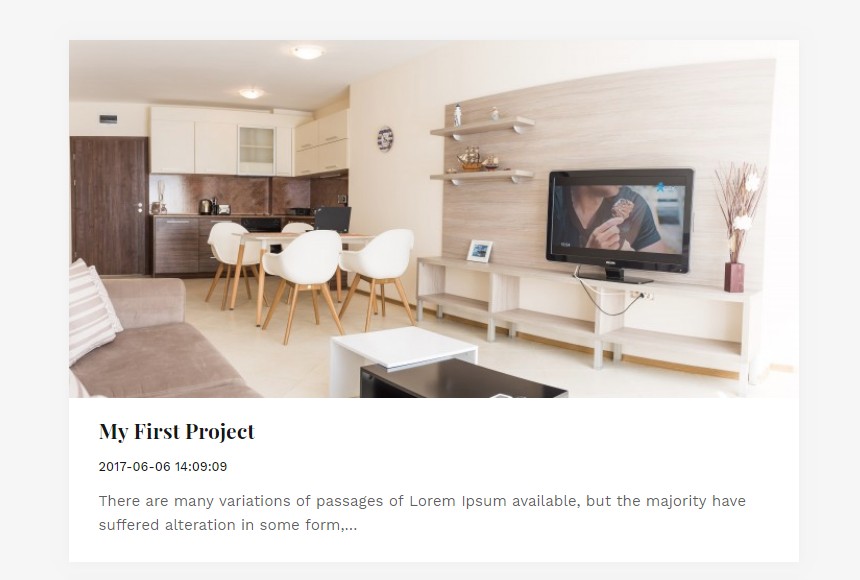 My First Project
2017-06-06 14:09:09
There are many variations of passages of Lorem Ipsum available, but the majority have
suffered alteration in some form,...